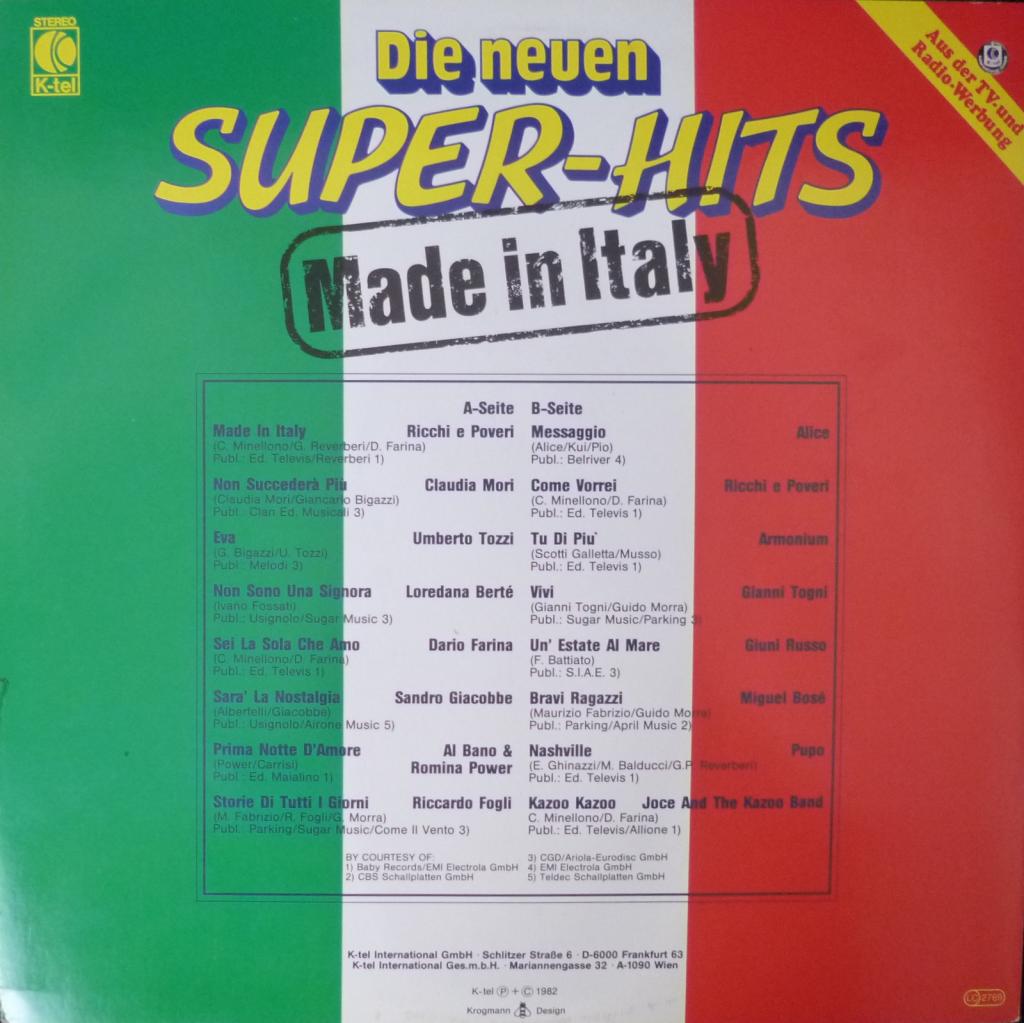 STEREO
K-tel
Die neuen
Aus der TV- und
Radio-Werbung
SUPER-HITS
Made in Italy
A-Seite
Made In Italy Ricchi e Poveri
(C. Minellono/G. Reverberi/D. Farina)
Publ.: Ed. Televis/Reverberi 1)
Non Succederà Più Claudia Mori
(Claudia Mori/Giancarlo Bigazzi)
Publ.: Clan Ed. Musicali 3)
Eva Umberto Tozzi
(G. Bigazzi/U. Tozzi)
Publ.: Melodi 3)
Non Sono Una Signora Loredana Berté
(Ivano Fossati)
Publ.: Usignolo/Sugar Music 3)
Sei La Sola Che Amo Dario Farina
(C. Minellono/D. Farina)
Publ.: Ed. Televis 1)
Sara' La Nostalgia Sandro Giacobbe
(Albertelli/Giacobbe)
Publ.: Usignolo/Airone Music 5)
Prima Notte D'Amore Al Bano &
Romina Power
(Power/Carrisi)
Publ.: Ed. Maialino 1)
Storie Di Tutti I Giorni Riccardo Fogli
(M. Fabrizio/R. Fogli/G. Morra)
Publ.: Parking/Sugar Music/Come Il Vento 3)
B-Seite
Messaggio Alice
(Alice/Kui/Pio)
Publ.: Belriver 4)
Come Vorrei Ricchi e Poveri
(C. Minellono/D. Farina)
Publ.: Ed. Televis 1)
Tu Di Piu` Armonium
(Scotti Galletta/Musso)
Publ.: Ed. Televis 1)
Vivi Gianni Togni
(Gianni Togni/Guido Morra)
Publ.: Sugar Music/Parking 3)
Un' Estate Al Mare Giuni Russo
(F. Battiato)
Publ.: S.I.A.E. 3)
Bravi Ragazzi Miguel Bosé
(Maurizio Fabrizio/Guido Morra)
Publ.: Parking/April Music 2)
Nashville Pupo
(E. Ghinazzi/M. Balducci/G.P. Reverberi)
Publ.: Ed. Televis 1)
Kazoo Kazoo Joce And The Kazoo Band
C. Minellono/D. Farina)
Publ.: Ed. Televis/Allione 1)
BY COURTESY OF:
1) Baby Records/EMI Electrola GmbH
2) CBS Schallplatten GmbH
3) CGD/Ariola-Eurodisc GmbH
4) EMI Electrola GmbH
5) Teldec Schallplatten GmbH
K-tel International GmbH · Schlitzer Straße 6 · D-6000 Frankfurt 63
K-tel International Ges.m.b.H. · Mariannengasse 32 · A-1090 Wien
K-tel Ⓟ + Ⓒ 1982
Krogmann Design
LC 2769